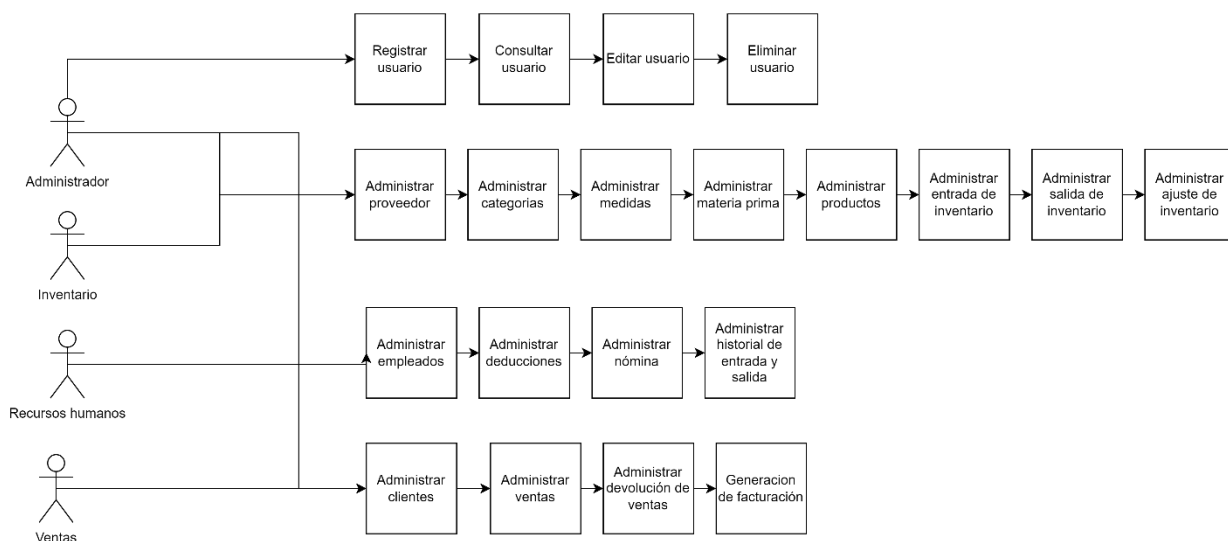 Registrar
usuario
Consultar
usuario
Editar usuario
Eliminar
usuario
Administrador
Administrar
proveedor
Administrar
categorias
Administrar
medidas
Administrar
materia prima
Administrar
productos
Administrar
entrada de
inventario
Administrar
salida de
inventario
Administrar
ajuste de
inventario
Inventario
Administrar
empleados
Administrar
deducciones
Administrar
nómina
Administrar
historial de
entrada y
salida
Recursos humanos
Administrar
clientes
Administrar
ventas
Administrar
devolución de
ventas
Generacion
de facturación
Ventas